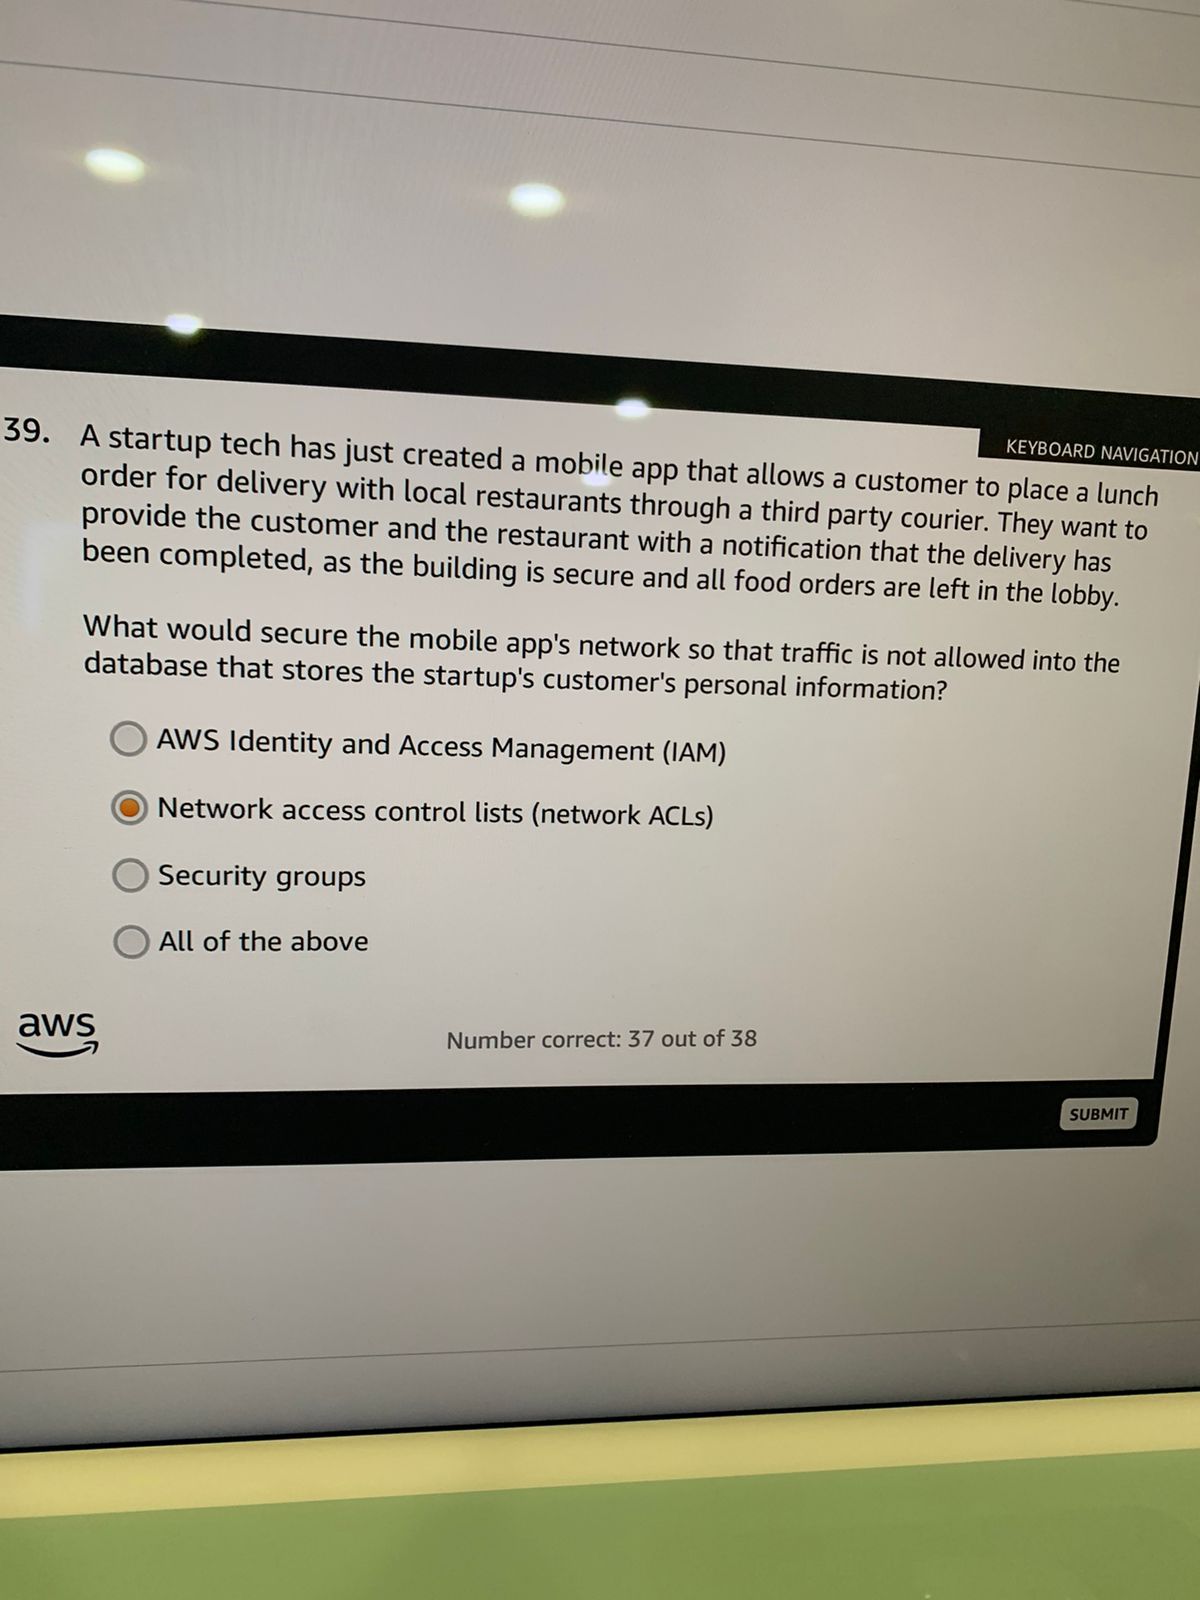 KEYBOARD NAVIGATION
39. A startup tech has just created a mobile app that allows a customer to place a lunch
order for delivery with local restaurants through a third party courier. They want to
provide the customer and the restaurant with a notification that the delivery has
been completed, as the building is secure and all food orders are left in the lobby.
What would secure the mobile app's network so that traffic is not allowed into the
database that stores the startup's customer's personal information?
AWS Identity and Access Management (IAM)
Network access control lists (network ACLs)
Security groups
All of the above
aws
Number correct: 37 out of 38
SUBMIT